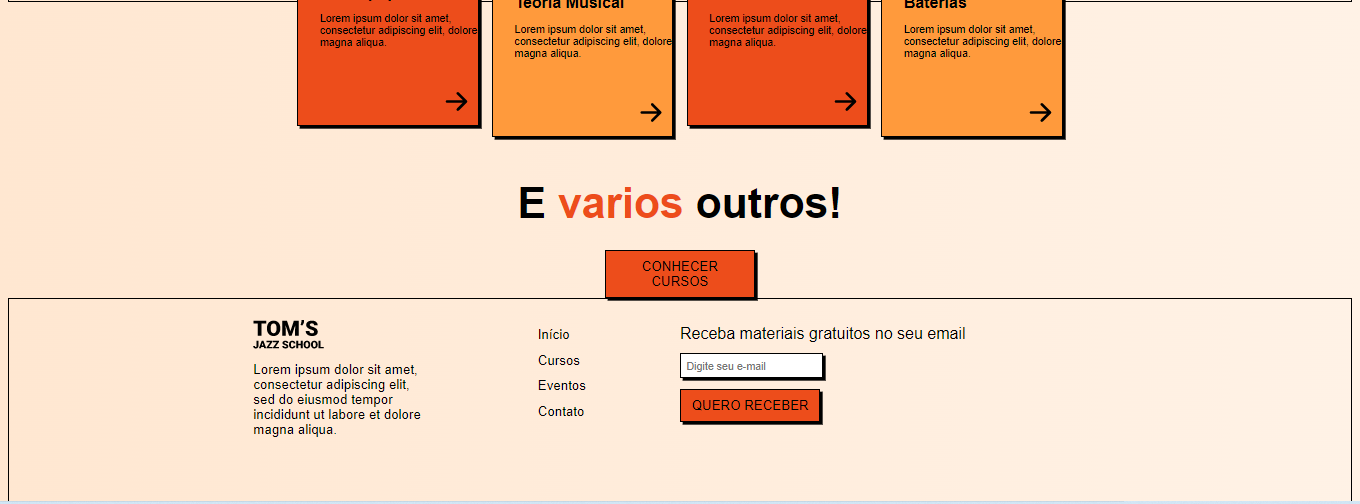 Teoria Musical
Baterias
Lorem ipsum dolor sit amet,
consectetur adipiscing elit, dolore
magna aliqua.
Lorem ipsum dolor sit amet,
consectetur adipiscing elit, dolore
magna aliqua.
Lorem ipsum dolor sit amet,
consectetur adipiscing elit, dolore
magna aliqua.
Lorem ipsum dolor sit amet,
consectetur adipiscing elit, dolore
magna aliqua.
E varios outros!
CONHECER
CURSOS
TOM'S
JAZZ SCHOOL
Lorem ipsum dolor sit amet,
consectetur adipiscing elit,
sed do eiusmod tempor
incididunt ut labore et dolore
magna aliqua.
Início
Cursos
Eventos
Contato
Receba materiais gratuitos no seu email
Digite seu e-mail
QUERO RECEBER